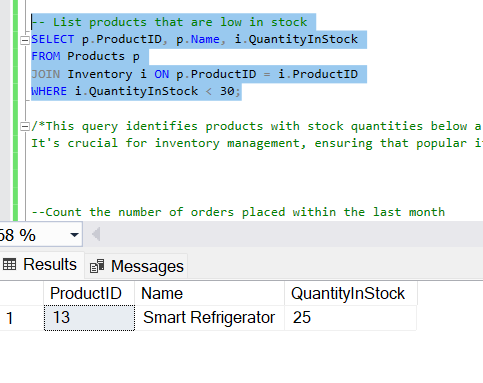 -- List products that are low in stock
SELECT p.ProductID, p.Name, i.QuantityInStock
FROM Products p
JOIN Inventory i ON p.ProductID = i.ProductID
WHERE i.QuantityInStock < 30;
/*This query identifies products with stock quantities below a
It's crucial for inventory management, ensuring that popular
--Count the number of orders placed within the last month
68 %
Results Messages
ProductID Name QuantityInStock
1 13 Smart Refrigerator 25